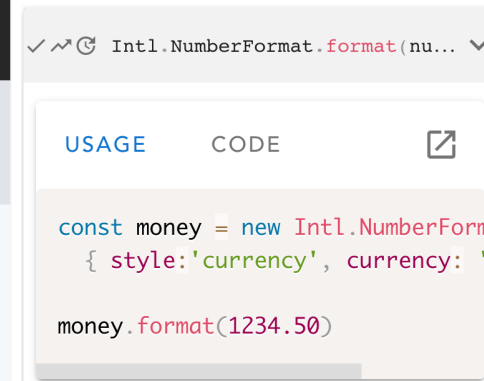 Intl.NumberFormat.format(nu...
USAGE CODE
const money = new Intl.NumberForm
{ style:'currency', currency: '
money.format(1234.50)